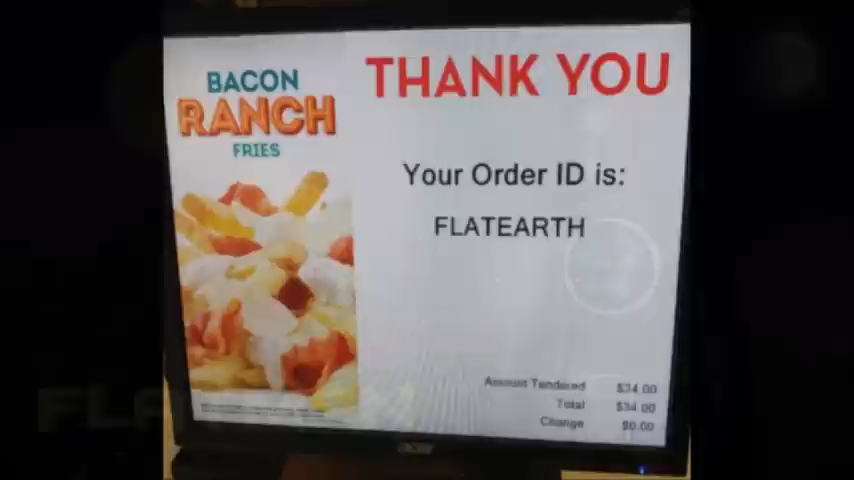 BACON
RANCH
FRIES
THANK YOU
Your Order ID is:
FLATEARTH
Amount Tendered $34.00
Total $34.00
Change $0.00
acer